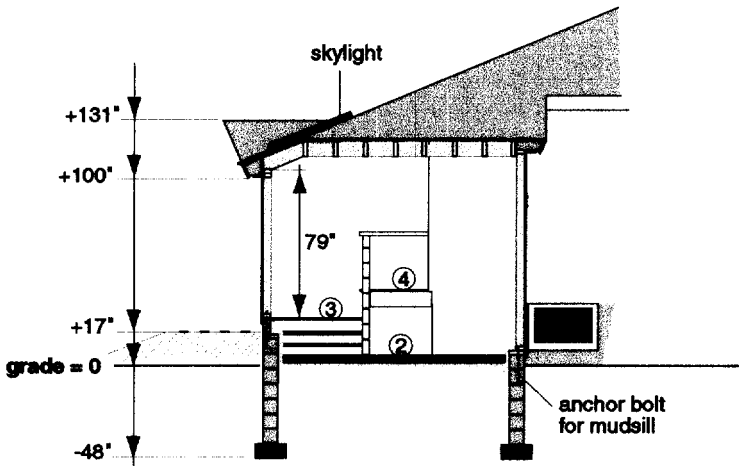 skylight
+131"
+100"
79"
④
③
+17"
②
grade = 0
anchor bolt
for mudsill
-48"